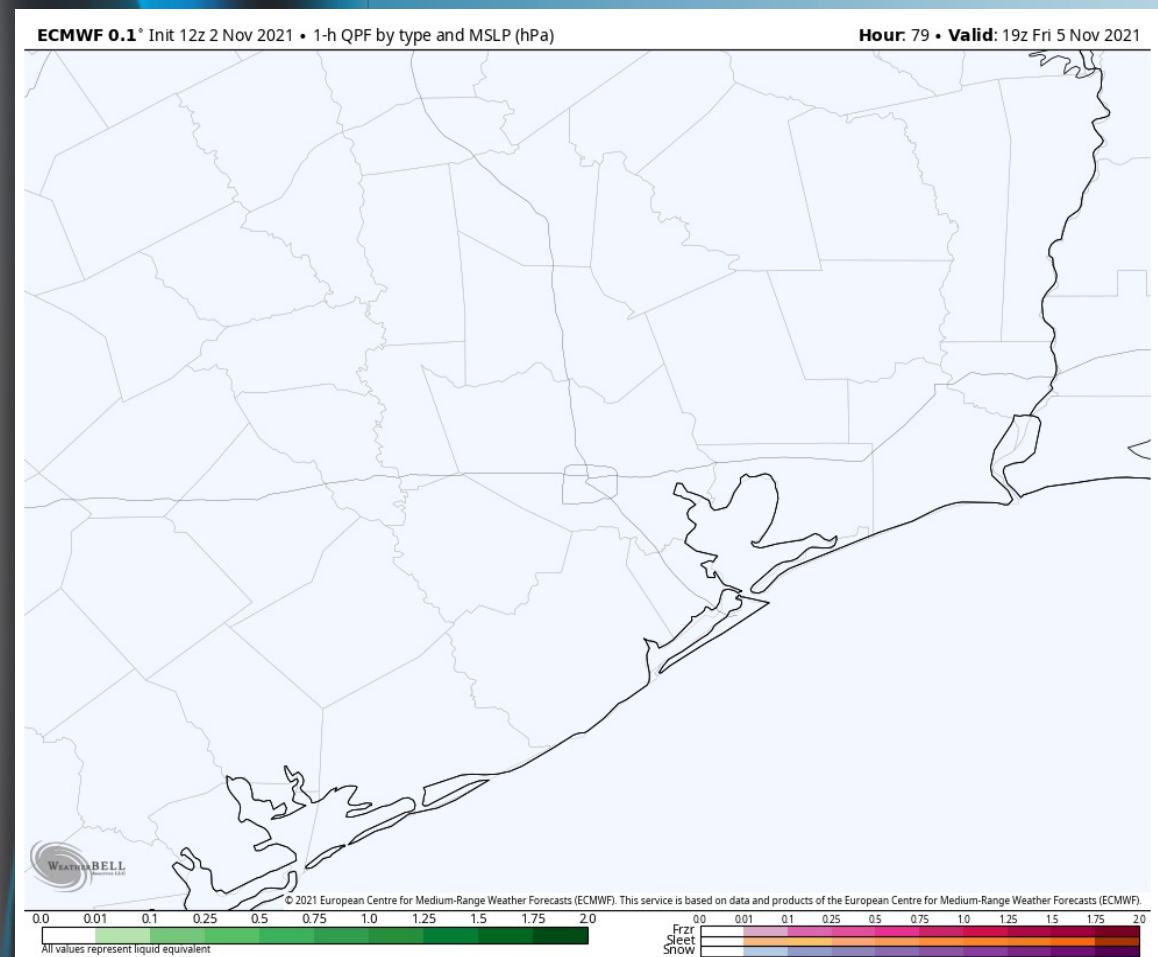 ECMWF 0.1° Init 12z 2 Nov 2021 • 1-h QPF by type and MSLP (hPa)
Hour: 79 • Valid: 19z Fri 5 Nov 2021
WeatherBELL
© 2021 European Centre for Medium-Range Weather Forecasts (ECMWF). This service is based on data and products of the European Centre for Medium-Range Weather Forecasts (ECMWF).
0.0 0.01 0.1 0.25 0.5 0.75 1.0 1.25 1.5 1.75 2.0
All values represent liquid equivalent
0.0 0.01 0.1 0.25 0.5 0.75 1.0 1.25 1.5 1.75 2.0
Frzr
Sleet
Snow